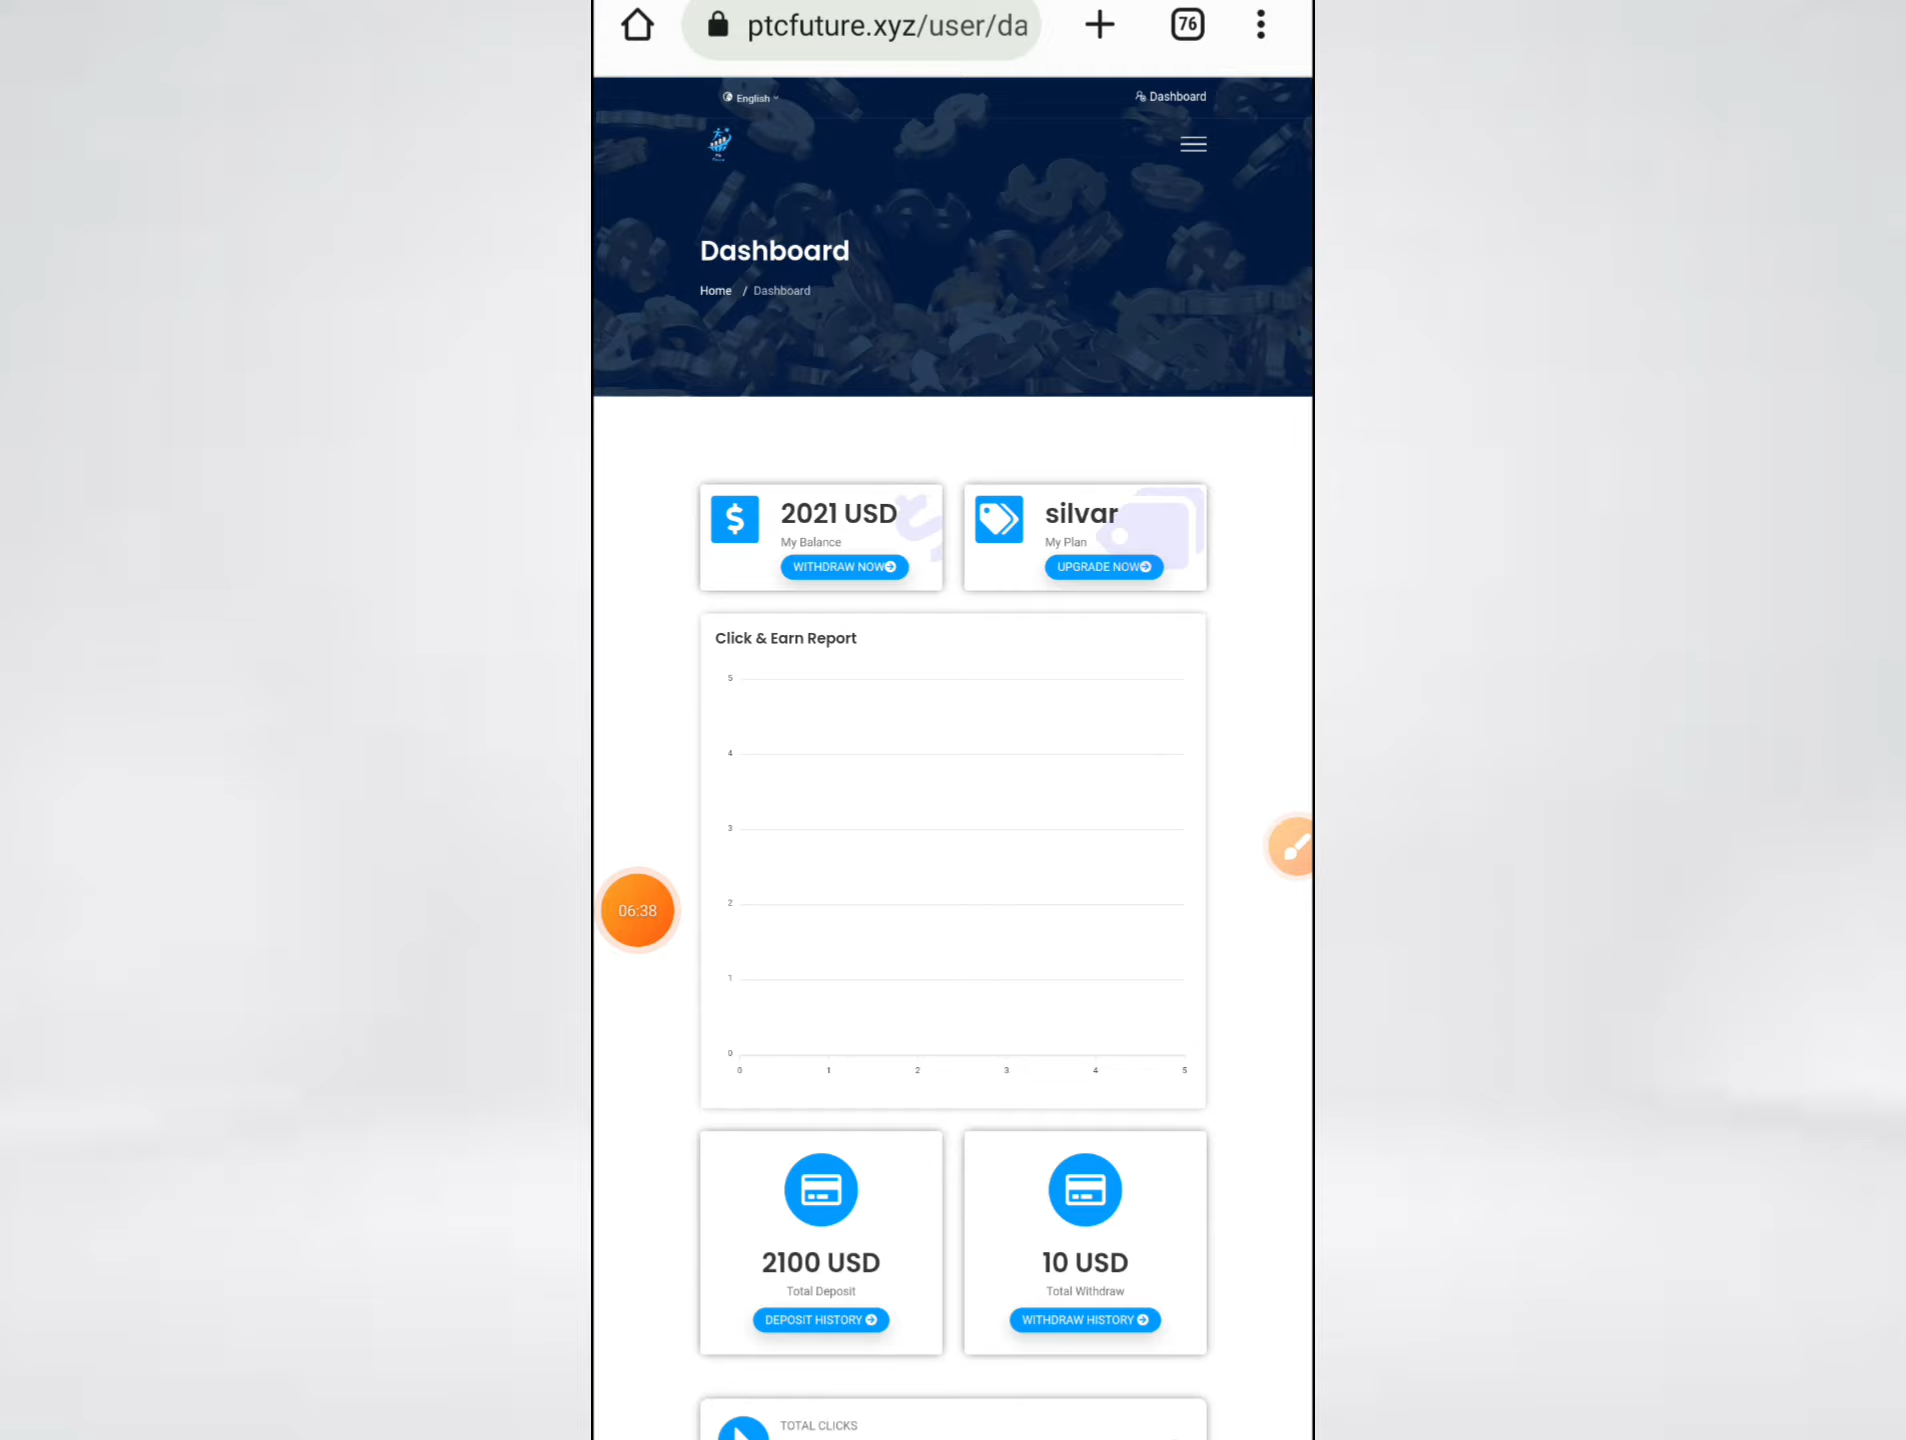 ptcfuture.xyz/user/da
76
English
Dashboard
Dashboard
Home / Dashboard
2021 USD
My Balance
WITHDRAW NOW
silvar
My Plan
UPGRADE NOW
Click & Earn Report
5
4
3
2
1
0
0 1 2 3 4 5
06:38
2100 USD
Total Deposit
DEPOSIT HISTORY
10 USD
Total Withdraw
WITHDRAW HISTORY
TOTAL CLICKS